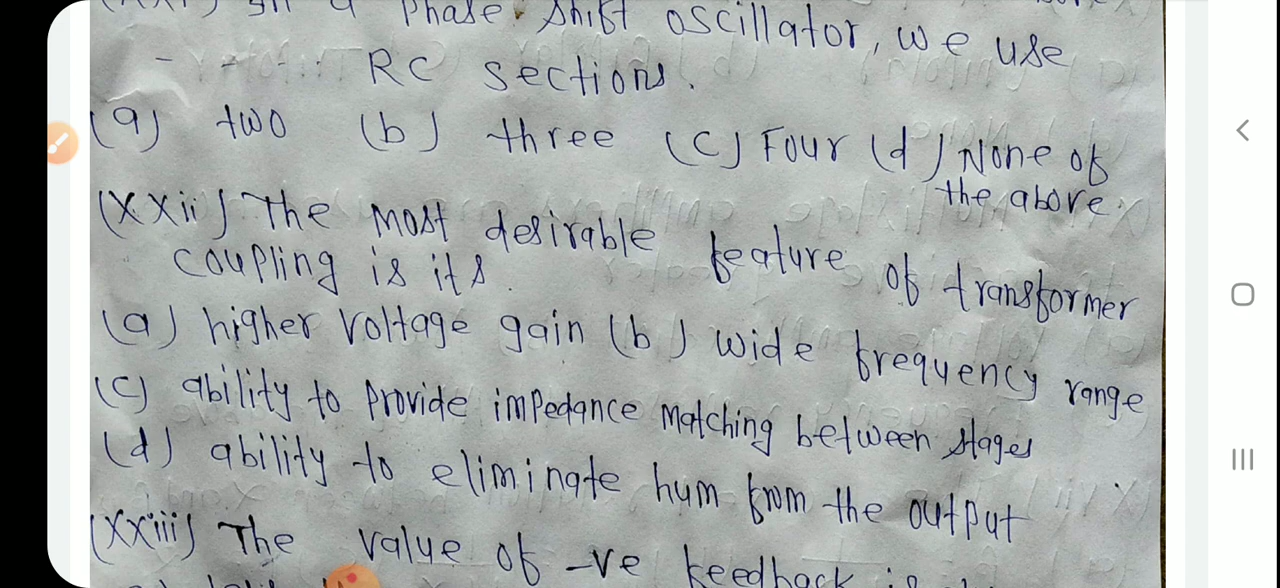 in a Phase shift oscillator, we use
- - - - RC sections.
(a) two (b) three (c) Four (d) None of
the above.
(xxii) The most desirable feature of transformer
coupling is its.
(a) higher voltage gain (b) wide frequency range
(c) ability to provide impedance matching between stages
(d) ability to eliminate hum from the output
(xxiii) The value of -ve feedback is